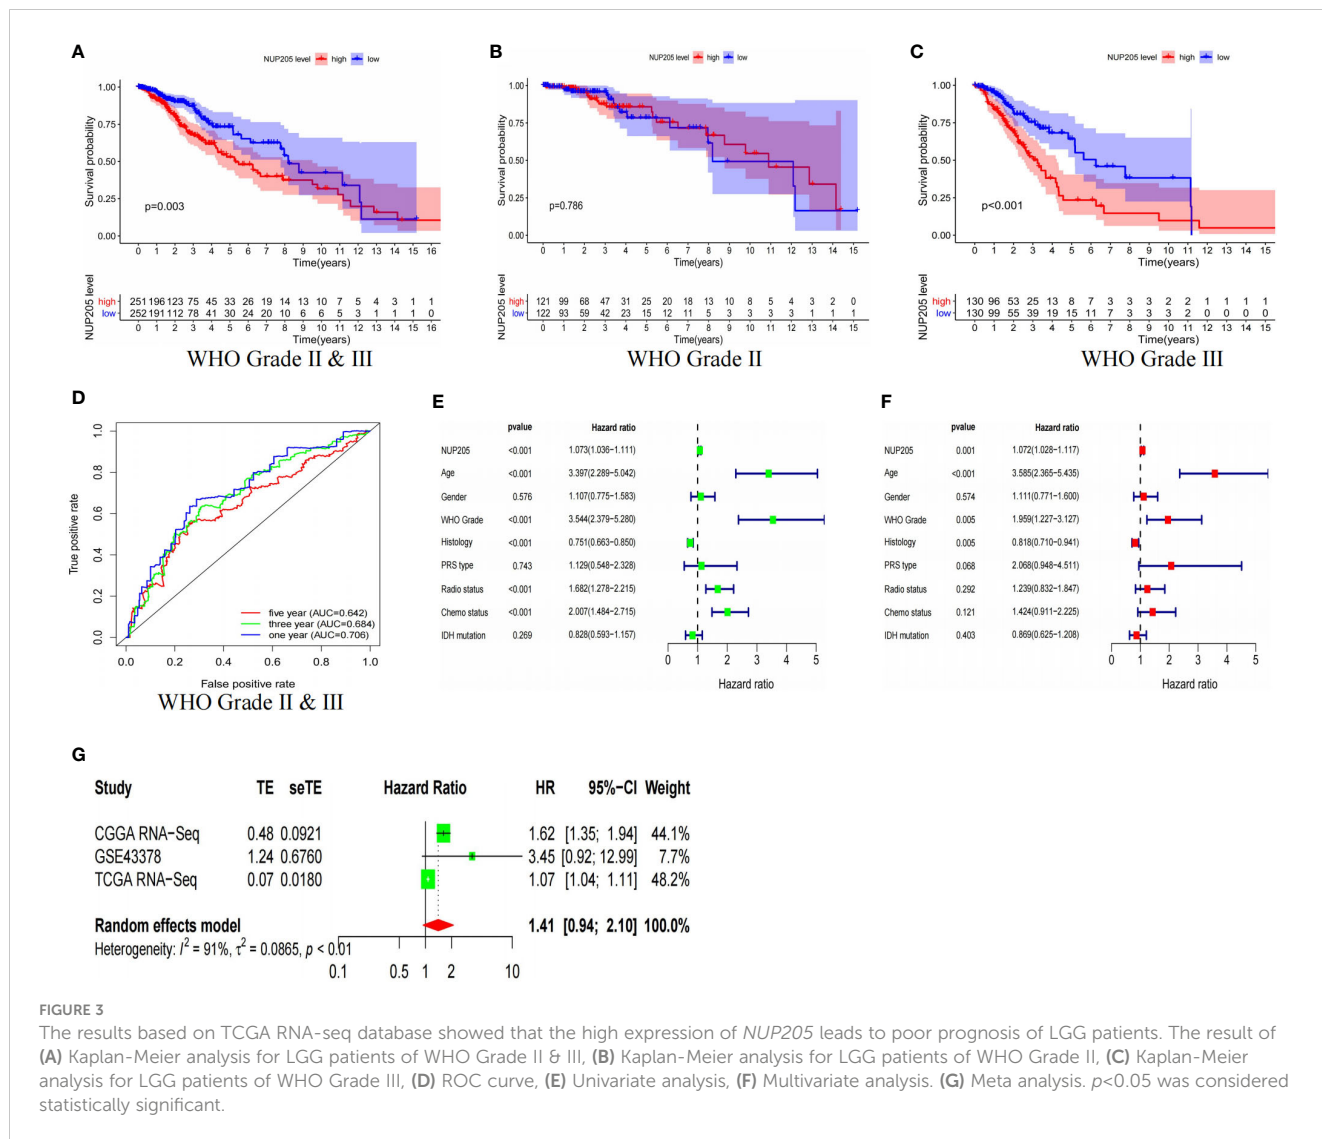 A
NUP205 level high low
Survival probability
1.00
0.75
0.50
0.25
0.00
p=0.003
0 1 2 3 4 5 6 7 8 9 10 11 12 13 14 15 16
Time(years)
NUP205 level
high 251 196 123 75 45 33 26 19 14 13 10 7 5 4 3 1 1
low 252 191 112 78 41 30 24 20 10 6 6 5 3 1 1 1 0
0 1 2 3 4 5 6 7 8 9 10 11 12 13 14 15 16
Time(years)
WHO Grade II & III
B
NUP205 level high low
Survival probability
1.00
0.75
0.50
0.25
0.00
p=0.786
0 1 2 3 4 5 6 7 8 9 10 11 12 13 14 15
Time(years)
NUP205 level
high 121 99 68 47 31 25 20 18 13 10 8 5 4 3 2 0
low 122 93 59 42 23 15 12 11 5 3 3 3 3 1 1 1
0 1 2 3 4 5 6 7 8 9 10 11 12 13 14 15
Time(years)
WHO Grade II
C
NUP205 level high low
Survival probability
1.00
0.75
0.50
0.25
0.00
p<0.001
0 1 2 3 4 5 6 7 8 9 10 11 12 13 14 15
Time(years)
NUP205 level
high 130 96 53 25 13 8 7 3 3 2 2 1 1 1 1
low 130 99 55 39 19 15 11 7 3 3 3 2 0 0 0 0
0 1 2 3 4 5 6 7 8 9 10 11 12 13 14 15
Time(years)
WHO Grade III
D
True positive rate
1.0
0.8
0.6
0.4
0.2
0.0
five year (AUC=0.642)
three year (AUC=0.684)
one year (AUC=0.706)
0.0 0.2 0.4 0.6 0.8 1.0
False positive rate
WHO Grade II & III
E
pvalue Hazard ratio
NUP205 <0.001 1.073(1.036−1.111)
Age <0.001 3.397(2.289−5.042)
Gender 0.576 1.107(0.775−1.583)
WHO Grade <0.001 3.544(2.379−5.280)
Histology <0.001 0.751(0.663−0.850)
PRS type 0.743 1.129(0.548−2.328)
Radio status <0.001 1.682(1.278−2.215)
Chemo status <0.001 2.007(1.484−2.715)
IDH mutation 0.269 0.828(0.593−1.157)
0 1 2 3 4 5
Hazard ratio
F
pvalue Hazard ratio
NUP205 0.001 1.072(1.028−1.117)
Age <0.001 3.585(2.365−5.435)
Gender 0.574 1.111(0.771−1.600)
WHO Grade 0.005 1.959(1.227−3.127)
Histology 0.005 0.818(0.710−0.941)
PRS type 0.068 2.068(0.948−4.511)
Radio status 0.292 1.239(0.832−1.847)
Chemo status 0.121 1.424(0.911−2.225)
IDH mutation 0.403 0.869(0.625−1.208)
0 1 2 3 4 5
Hazard ratio
G
Study TE seTE Hazard Ratio HR 95%−CI Weight
CGGA RNA−Seq 0.48 0.0921 1.62 [1.35; 1.94] 44.1%
GSE43378 1.24 0.6760 3.45 [0.92; 12.99] 7.7%
TCGA RNA−Seq 0.07 0.0180 1.07 [1.04; 1.11] 48.2%
Random effects model 1.41 [0.94; 2.10] 100.0%
Heterogeneity: I² = 91%, τ² = 0.0865, p < 0.01
0.1 0.5 1 2 10
FIGURE 3
The results based on TCGA RNA-seq database showed that the high expression of NUP205 leads to poor prognosis of LGG patients. The result of
(A) Kaplan-Meier analysis for LGG patients of WHO Grade II & III, (B) Kaplan-Meier analysis for LGG patients of WHO Grade II, (C) Kaplan-Meier
analysis for LGG patients of WHO Grade III, (D) ROC curve, (E) Univariate analysis, (F) Multivariate analysis. (G) Meta analysis. p<0.05 was considered
statistically significant.